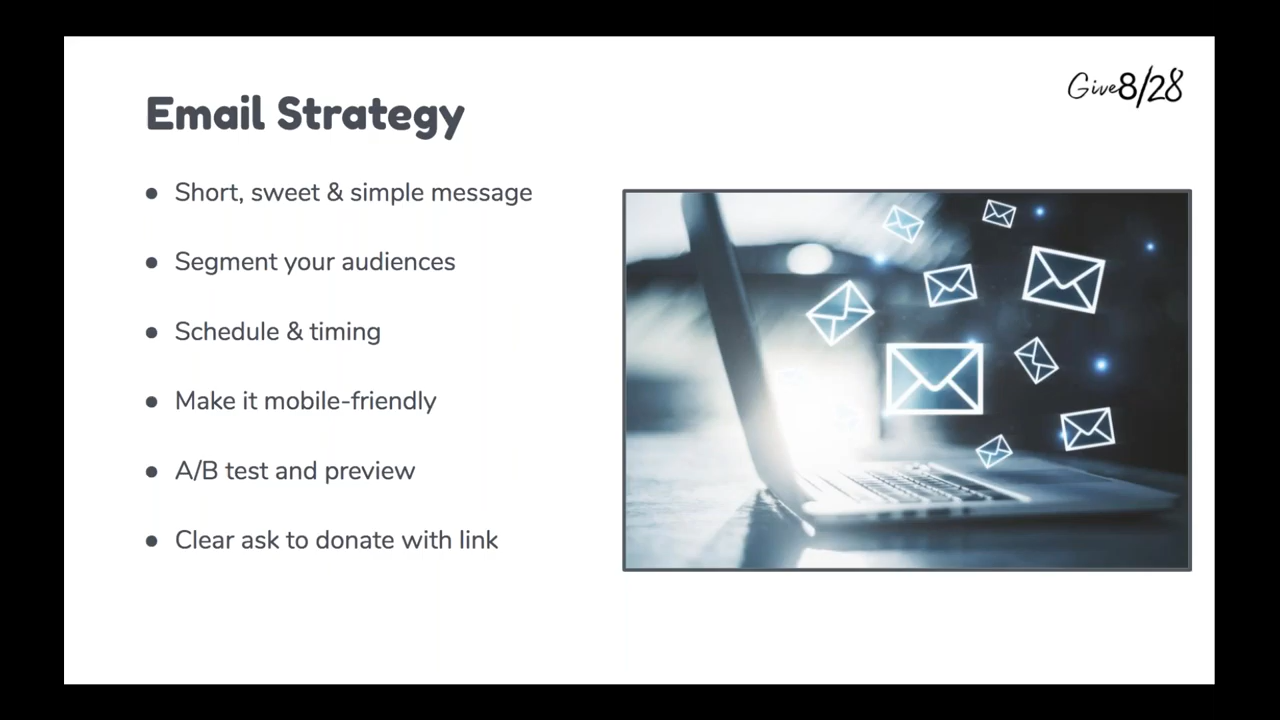 Give8/28
Email Strategy
● Short, sweet & simple message
● Segment your audiences
● Schedule & timing
● Make it mobile-friendly
● A/B test and preview
● Clear ask to donate with link